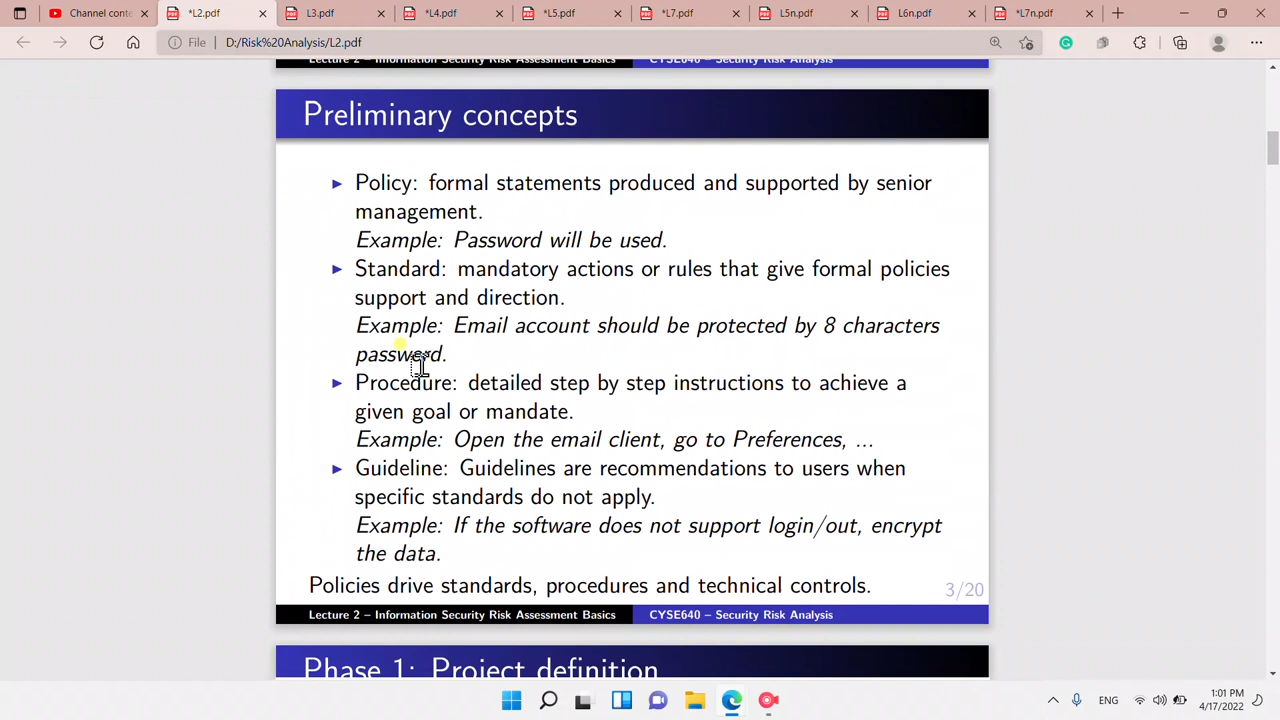 Channel conte
*L2.pdf
L3.pdf
*L4.pdf
*L5.pdf
*L7.pdf
L5n.pdf
L6n.pdf
*L7n.pdf
File
D:/Risk%20Analysis/L2.pdf
Lecture 2 – Information Security Risk Assessment Basics
CYSE640 – Security Risk Analysis
Preliminary concepts
Policy: formal statements produced and supported by senior
management.
Example: Password will be used.
Standard: mandatory actions or rules that give formal policies
support and direction.
Example: Email account should be protected by 8 characters
password.
Procedure: detailed step by step instructions to achieve a
given goal or mandate.
Example: Open the email client, go to Preferences, ...
Guideline: Guidelines are recommendations to users when
specific standards do not apply.
Example: If the software does not support login/out, encrypt
the data.
Policies drive standards, procedures and technical controls.
3/20
Lecture 2 – Information Security Risk Assessment Basics
CYSE640 – Security Risk Analysis
Phase 1: Project definition
ENG
1:01 PM
4/17/2022